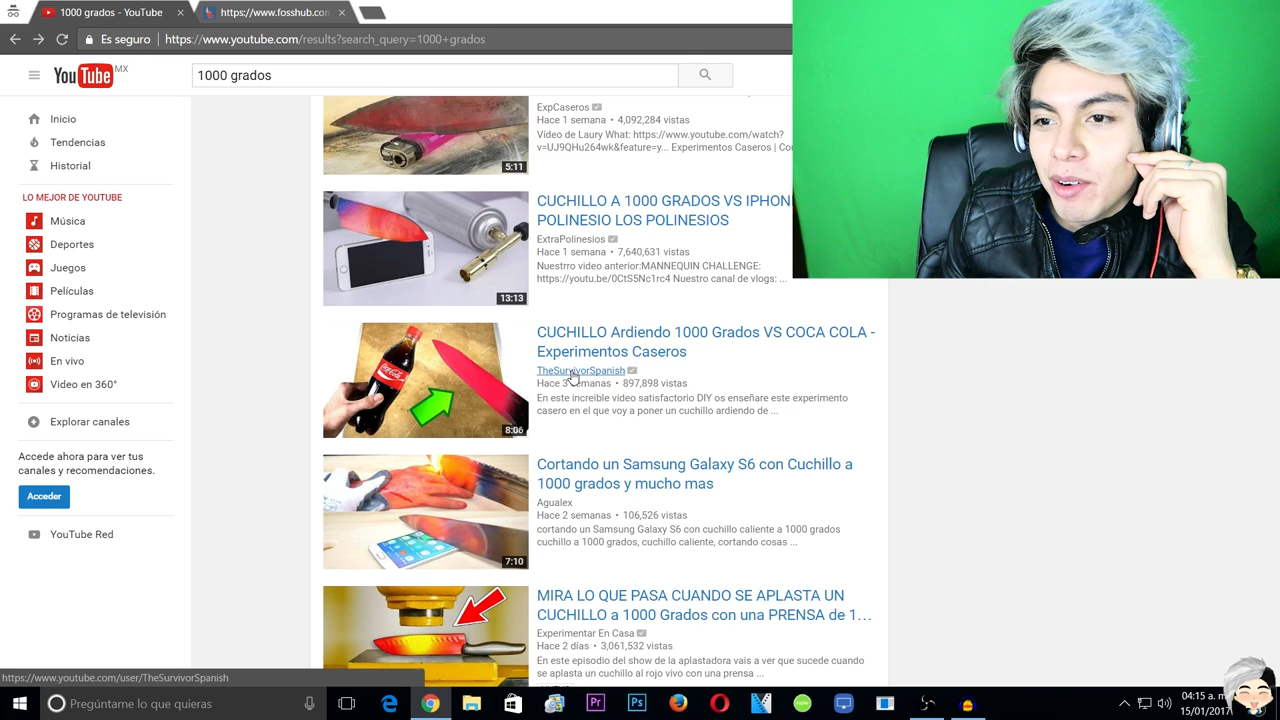 1000 grados - YouTube
https://www.fosshub.com
Es seguro
https://www.youtube.com/results?search_query=1000+grados
YouTube MX
1000 grados
Inicio
Tendencias
Historial
LO MEJOR DE YOUTUBE
Música
Deportes
Juegos
Películas
Programas de televisión
Noticias
En vivo
Video en 360°
Explorar canales
Accede ahora para ver tus
canales y recomendaciones.
Acceder
YouTube Red
ExpCaseros
Hace 1 semana • 4,092,284 vistas
Vídeo de Laury What: https://www.youtube.com/watch?
v=UJ9QHu264wk&feature=y... Experimentos Caseros | Con
5:11
CUCHILLO A 1000 GRADOS VS IPHON
POLINESIO LOS POLINESIOS
ExtraPolinesios
Hace 1 semana • 7,640,631 vistas
Nuestrro video anterior:MANNEQUIN CHALLENGE:
https://youtu.be/0CtS5Nc1rc4 Nuestro canal de vlogs: ...
13:13
CUCHILLO Ardiendo 1000 Grados VS COCA COLA -
Experimentos Caseros
TheSurvivorSpanish
Hace 3 semanas • 897,898 vistas
En este increible video satisfactorio DIY os enseñare este experimento
casero en el que voy a poner un cuchillo ardiendo de ...
Coca-Cola
8:06
Cortando un Samsung Galaxy S6 con Cuchillo a
1000 grados y mucho mas
Agualex
Hace 2 semanas • 106,526 vistas
cortando un Samsung Galaxy S6 con cuchillo caliente a 1000 grados
cuchillo a 1000 grados, cuchillo caliente, cortando cosas ...
7:10
MIRA LO QUE PASA CUANDO SE APLASTA UN
CUCHILLO a 1000 Grados con una PRENSA de 1…
Experimentar En Casa
Hace 2 días • 3,061,532 vistas
En este episodio del show de la aplastadora vais a ver que sucede cuando
se aplasta un cuchillo al rojo vivo con una prensa ...
https://www.youtube.com/user/TheSurvivorSpanish
Pregúntame lo que quieras
Pr
Ps
04:15 a. m
15/01/2017